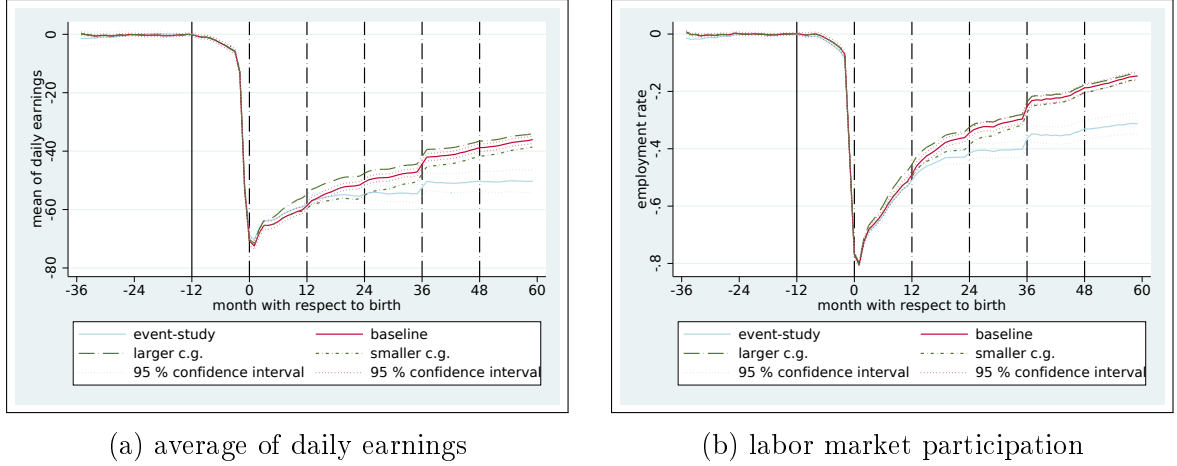 mean of daily earnings
0
-20
-40
-60
-80
-36 -24 -12 0 12 24 36 48 60
month with respect to birth
event-study baseline
larger c.g. smaller c.g.
95 % confidence interval 95 % confidence interval
(a) average of daily earnings
employment rate
0
-.2
-.4
-.6
-.8
-36 -24 -12 0 12 24 36 48 60
month with respect to birth
event-study baseline
larger c.g. smaller c.g.
95 % confidence interval 95 % confidence interval
(b) labor market participation